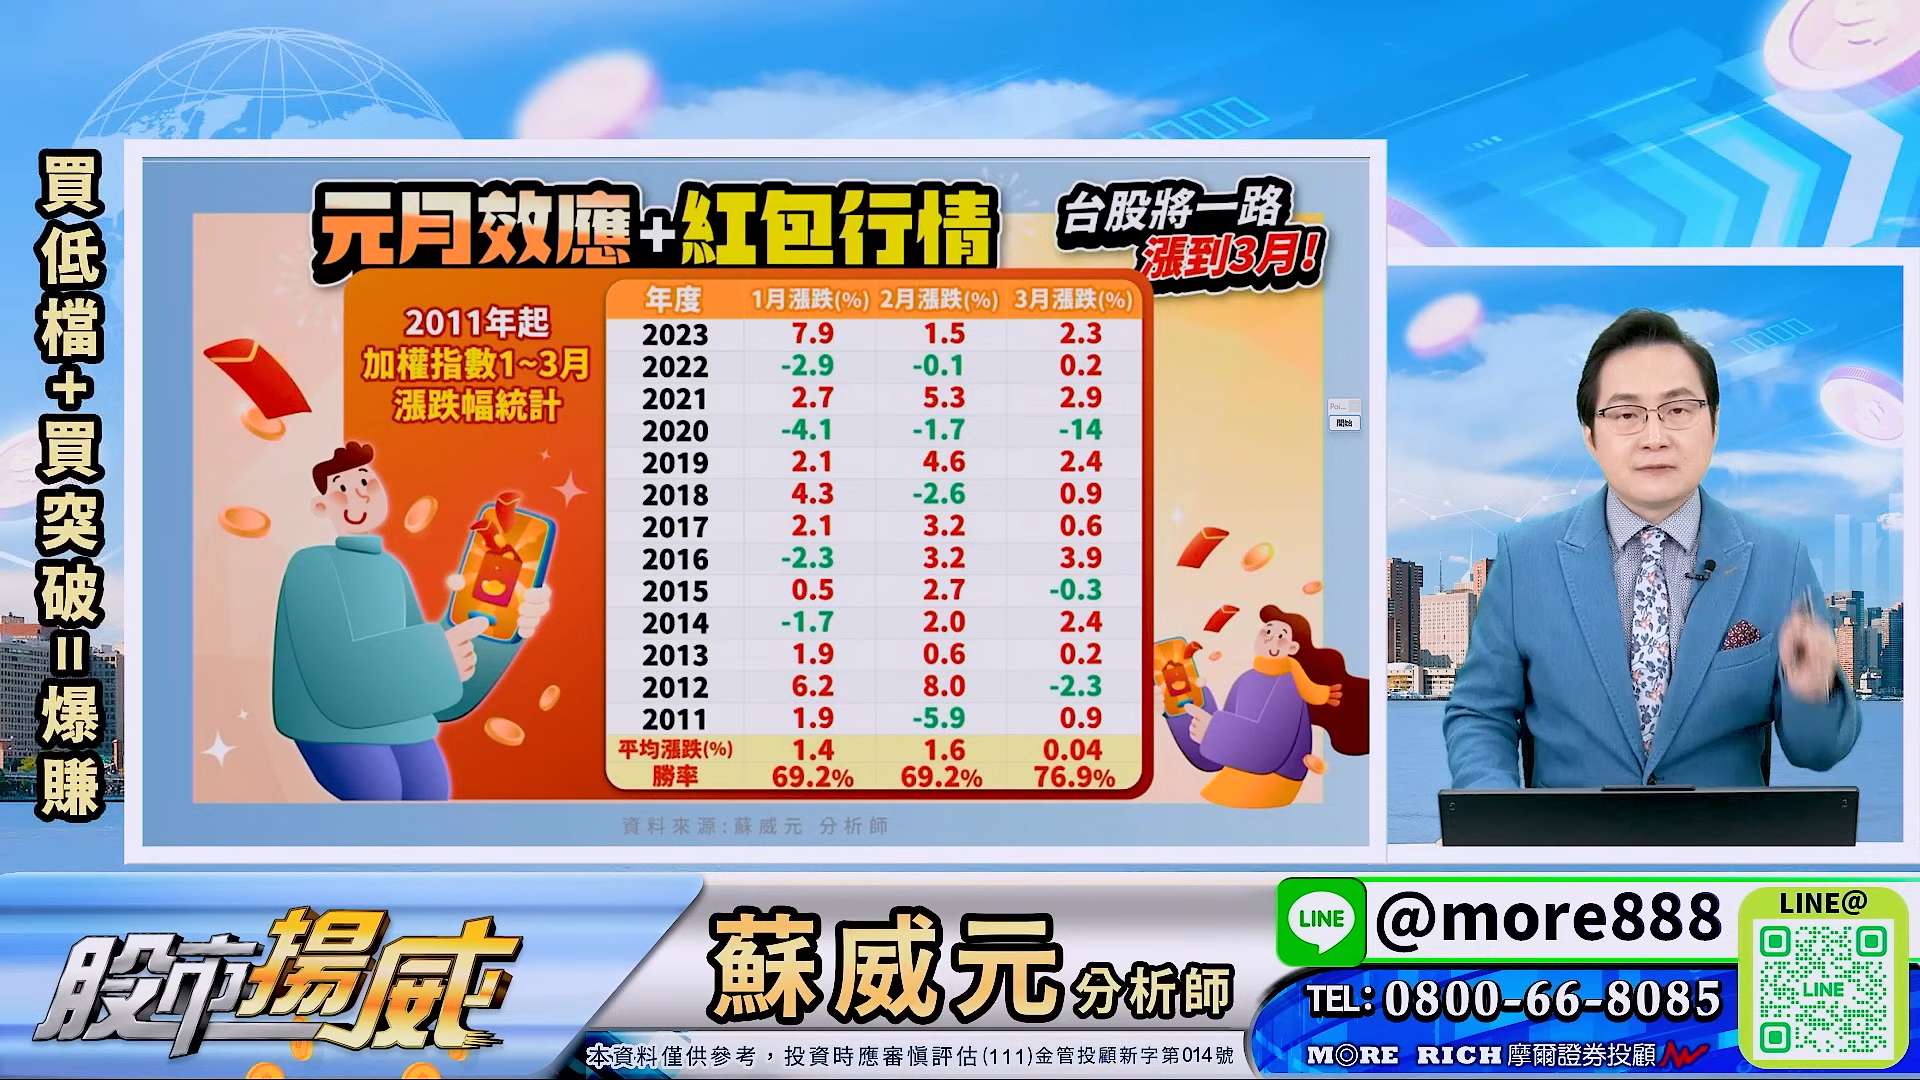 買低檔+買突破=爆賺
元月效應+紅包行情
台股將一路
漲到3月!
2011年起
加權指數1~3月
漲跌幅統計
年度 1月漲跌(%) 2月漲跌(%) 3月漲跌(%)
2023 7.9 1.5 2.3
2022 -2.9 -0.1 0.2
2021 2.7 5.3 2.9
2020 -4.1 -1.7 -14
2019 2.1 4.6 2.4
2018 4.3 -2.6 0.9
2017 2.1 3.2 0.6
2016 -2.3 3.2 3.9
2015 0.5 2.7 -0.3
2014 -1.7 2.0 2.4
2013 1.9 0.6 0.2
2012 6.2 8.0 -2.3
2011 1.9 -5.9 0.9
平均漲跌(%) 1.4 1.6 0.04
勝率 69.2% 69.2% 76.9%
資料來源:蘇威元 分析師
Poi...
開始
股市揚威
蘇威元 分析師
本資料僅供參考，投資時應審慎評估(111)金管投顧新字第014號
LINE @more888
TEL:0800-66-8085
MORE RICH 摩爾證券投顧
LINE@
LINE